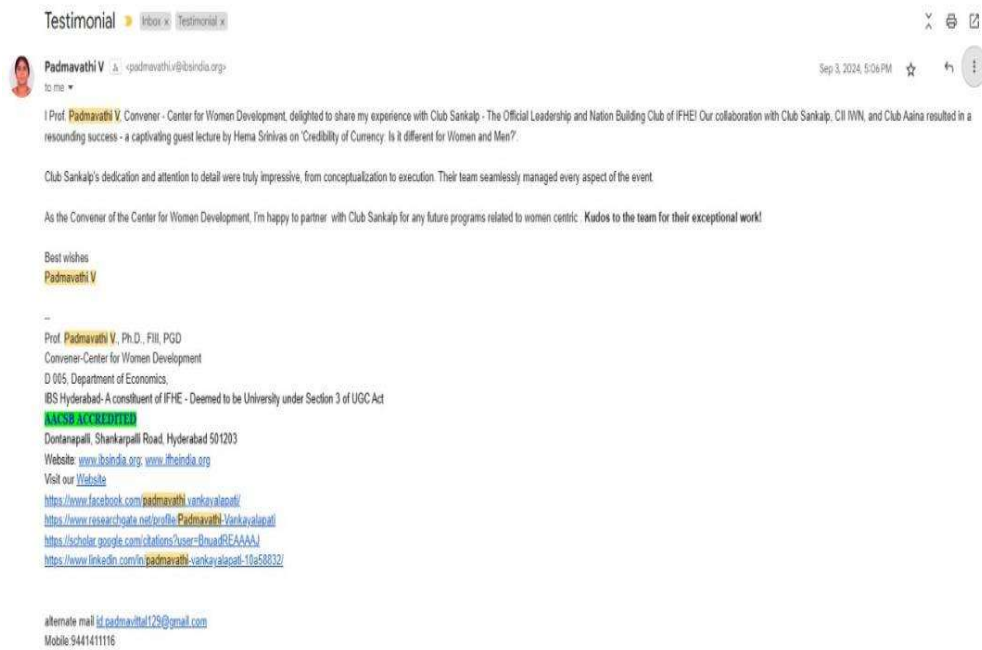 Testimonial Inbox x Testimonial x
Padmavathi V <padmavathi.v@ibsindia.org>
Sep 3, 2024, 5:06 PM
to me
I Prof. Padmavathi V, Convener - Center for Women Development, delighted to share my experience with Club Sankalp - The Official Leadership and Nation Building Club of IFHE! Our collaboration with Club Sankalp, CII IWN, and Club Aaina resulted in a
resounding success - a captivating guest lecture by Hema Srinivas on 'Credibility of Currency: Is it different for Women and Men?'.
Club Sankalp's dedication and attention to detail were truly impressive, from conceptualization to execution. Their team seamlessly managed every aspect of the event.
As the Convener of the Center for Women Development, I'm happy to partner with Club Sankalp for any future programs related to women centric . Kudos to the team for their exceptional work!
Best wishes
Padmavathi V
--
Prof. Padmavathi V., Ph.D., FIII, PGD
Convener-Center for Women Development
D 005, Department of Economics,
IBS Hyderabad- A constituent of IFHE - Deemed to be University under Section 3 of UGC Act
AACSB ACCREDITED
Dontanapalli, Shankarpalli Road, Hyderabad 501203
Website: www.ibsindia.org; www.ifheindia.org
Visit our Website
https://www.facebook.com/padmavathi.vankayalapati/
https://www.researchgate.net/profile/Padmavathi-Vankayalapati
https://scholar.google.com/citations?user=BnuadREAAAAJ
https://www.linkedin.com/in/padmavathi-vankayalapati-10a58832/
alternate mail id:padmavittal129@gmail.com
Mobile:9441411116